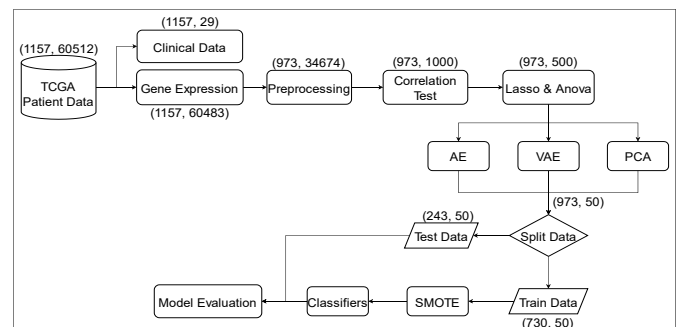 (1157, 29)
(1157, 60512)
Clinical Data
(973, 34674)
(973, 1000)
(973, 500)
TCGA
Patient Data
Gene Expression
Preprocessing
Correlation
Test
Lasso & Anova
(1157, 60483)
AE
VAE
PCA
(973, 50)
(243, 50)
Test Data
Split Data
Model Evaluation
Classifiers
SMOTE
Train Data
(730, 50)